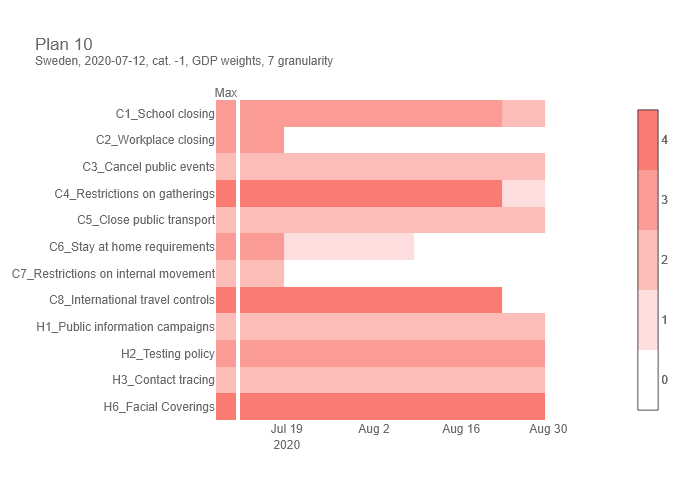 Plan 10
Sweden, 2020-07-12, cat. -1, GDP weights, 7 granularity
Max
C1_School closing
C2_Workplace closing
C3_Cancel public events
C4_Restrictions on gatherings
C5_Close public transport
C6_Stay at home requirements
C7_Restrictions on internal movement
C8_International travel controls
H1_Public information campaigns
H2_Testing policy
H3_Contact tracing
H6_Facial Coverings
Jul 19 Aug 2 Aug 16 Aug 30
2020
4
3
2
1
0